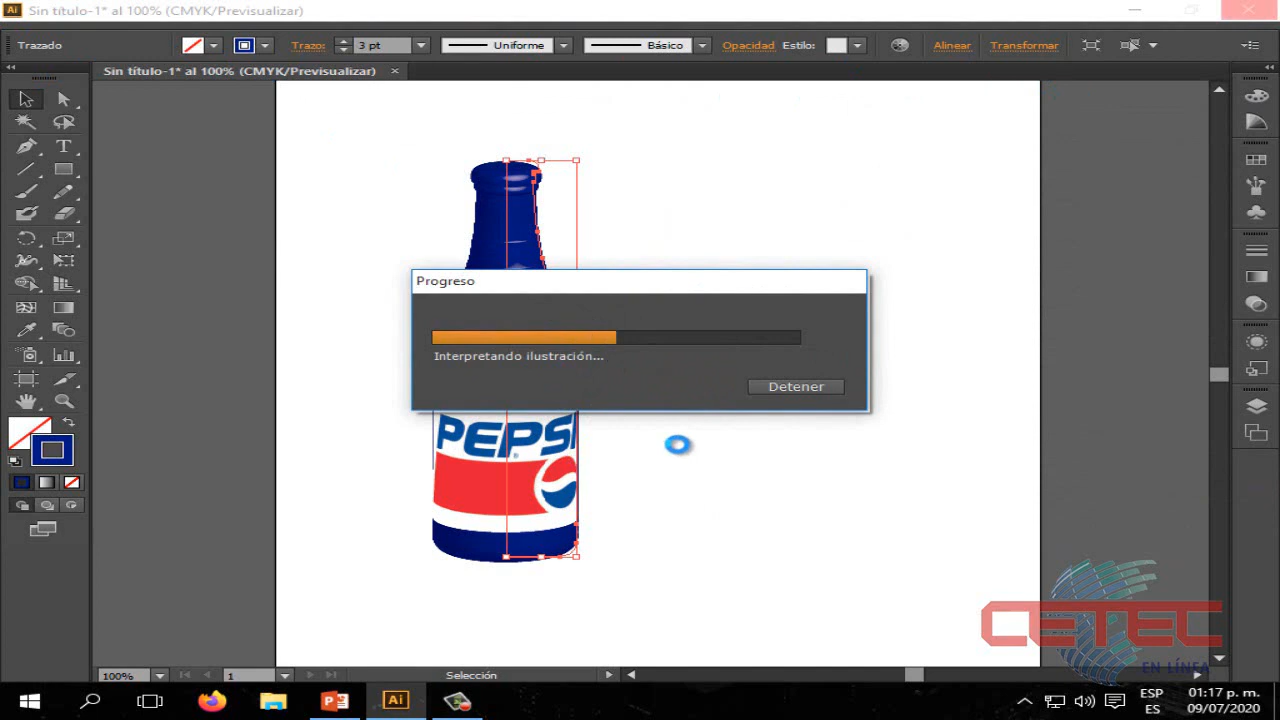 Ai Sin título-1* al 100% (CMYK/Previsualizar)
Trazado Trazo: 3 pt Uniforme Básico Opacidad Estilo: Alinear Transformar
Sin título-1* al 100% (CMYK/Previsualizar) ×
Progreso
Interpretando ilustración...
Detener
PEPSI
CETEC
EN LÍNEA
100% 1 Selección
Ai ESP 01:17 p. m.
ES 09/07/2020